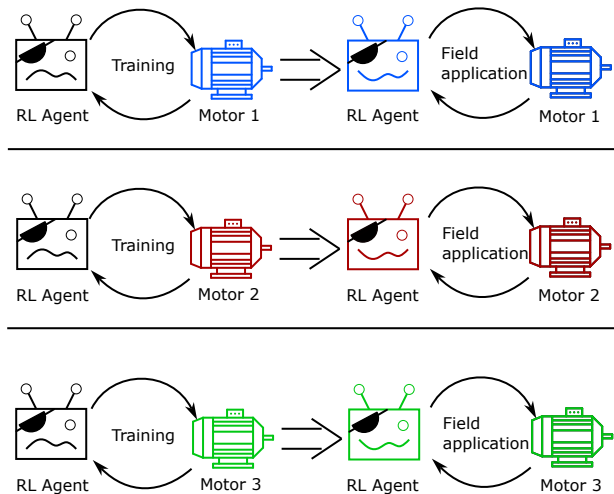 Training
Field
application
RL Agent
Motor 1
RL Agent
Motor 1
Training
Field
application
RL Agent
Motor 2
RL Agent
Motor 2
Training
Field
application
RL Agent
Motor 3
RL Agent
Motor 3